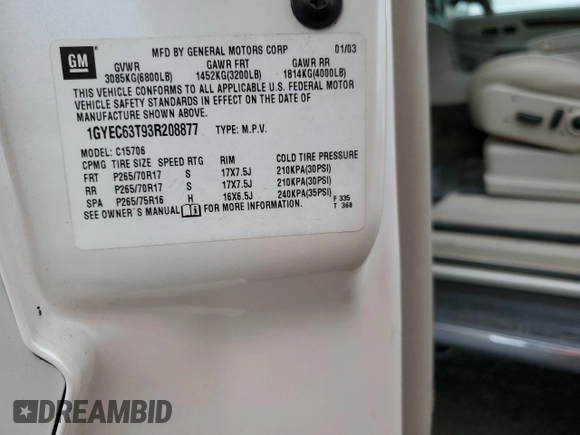 GM
MFD BY GENERAL MOTORS CORP 01/03
GVWR GAWR FRT GAWR RR
3085KG(6800LB) 1452KG(3200LB) 1814KG(4000LB)
THIS VEHICLE CONFORMS TO ALL APPLICABLE U.S. FEDERAL MOTOR
VEHICLE SAFETY STANDARDS IN EFFECT ON THE DATE OF
MANUFACTURE SHOWN ABOVE.
1GYEC63T93R208877 TYPE: M.P.V.
MODEL: C15706
CPMG TIRE SIZE SPEED RTG RIM COLD TIRE PRESSURE
FRT P265/70R17 S 17X7.5J 210KPA(30PSI)
RR P265/70R17 S 17X7.5J 210KPA(30PSI)
SPA P265/75R16 H 16X6.5J 240KPA(35PSI) F 335
SEE OWNER'S MANUAL FOR MORE INFORMATION T 368
DREAMBID